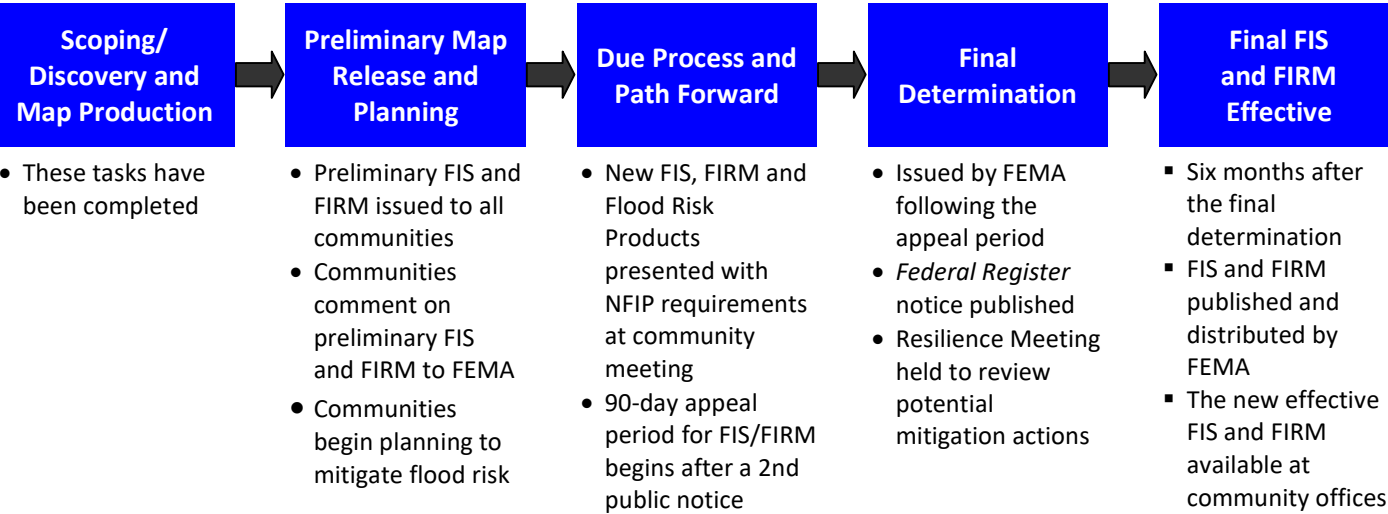 Scoping/
Discovery and
Map Production
• These tasks have
been completed
Preliminary Map
Release and
Planning
• Preliminary FIS and
FIRM issued to all
communities
• Communities
comment on
preliminary FIS
and FIRM to FEMA
• Communities
begin planning to
mitigate flood risk
Due Process and
Path Forward
• New FIS, FIRM and
Flood Risk
Products
presented with
NFIP requirements
at community
meeting
• 90-day appeal
period for FIS/FIRM
begins after a 2nd
public notice
Final
Determination
• Issued by FEMA
following the
appeal period
• Federal Register
notice published
• Resilience Meeting
held to review
potential
mitigation actions
Final FIS
and FIRM
Effective
▪ Six months after
the final
determination
▪ FIS and FIRM
published and
distributed by
FEMA
▪ The new effective
FIS and FIRM
available at
community offices